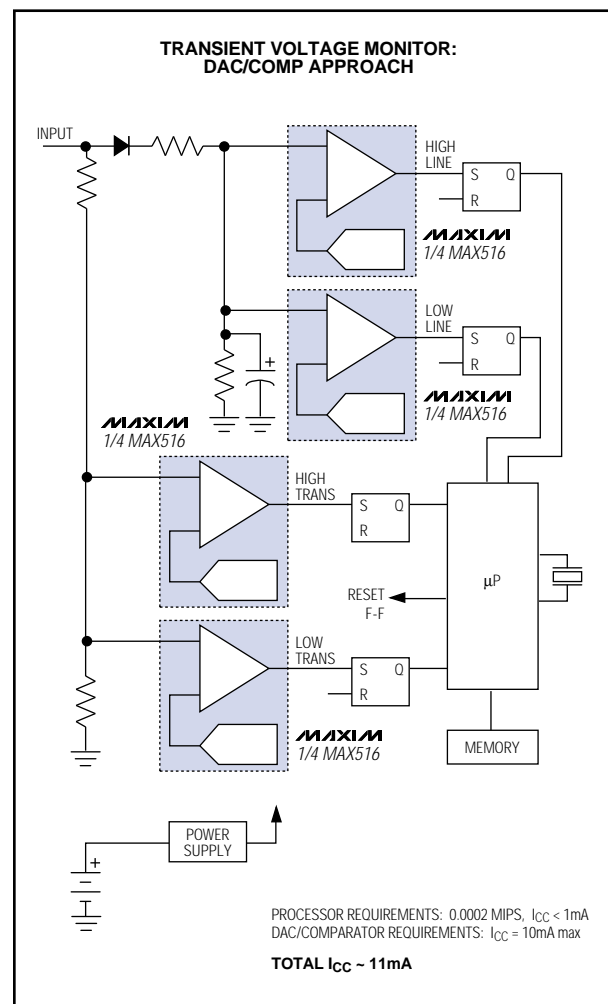 TRANSIENT VOLTAGE MONITOR:
DAC/COMP APPROACH
INPUT
HIGH
LINE
S Q
R
MAXIM
1/4 MAX516
LOW
LINE
S Q
R
MAXIM
1/4 MAX516
+
MAXIM
1/4 MAX516
HIGH
TRANS
S Q
R
µP
RESET
F-F
LOW
TRANS
S Q
R
MAXIM
1/4 MAX516
MEMORY
POWER
SUPPLY
+
PROCESSOR REQUIREMENTS: 0.0002 MIPS, ICC < 1mA
DAC/COMPARATOR REQUIREMENTS: ICC = 10mA max
TOTAL ICC ~ 11mA